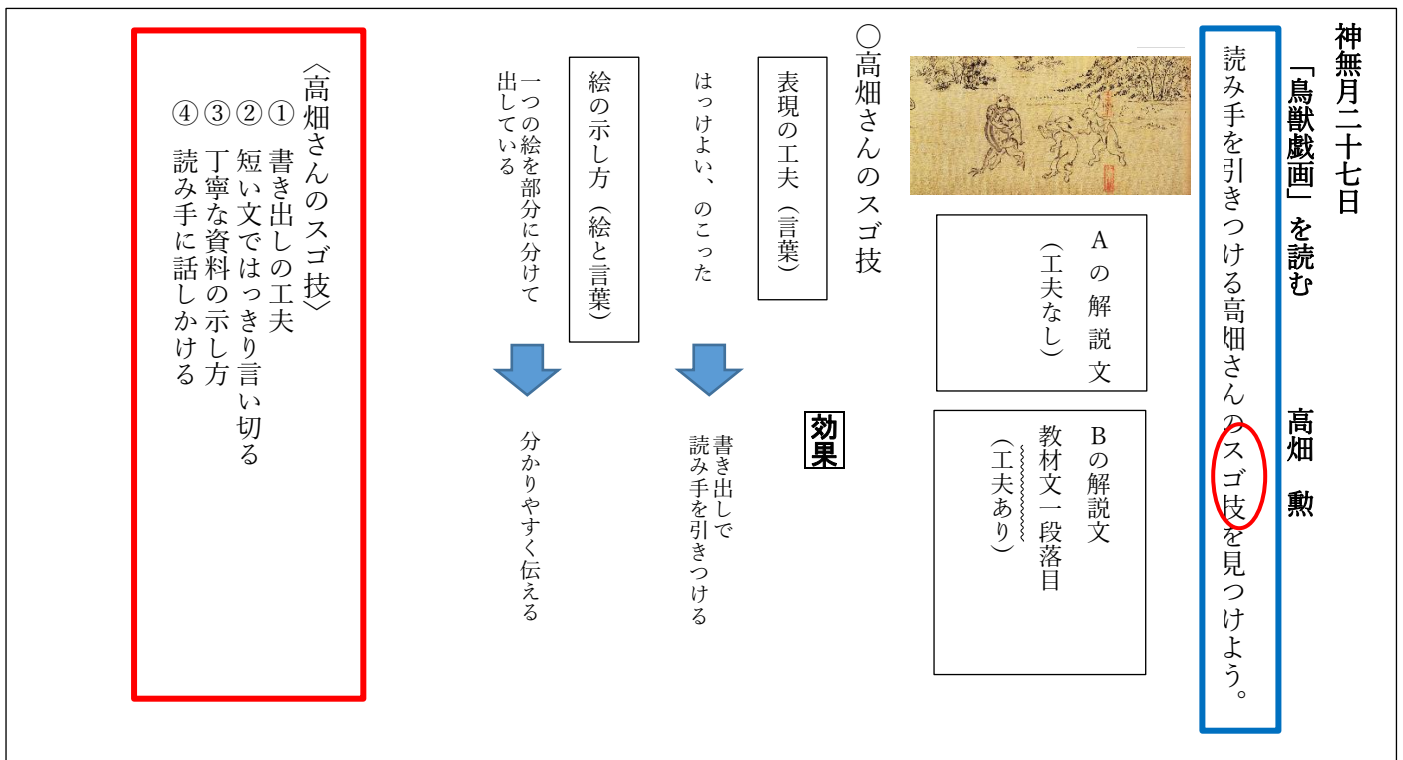 神無月二十七日
「鳥獣戯画」を読む　高畑　勲
読み手を引きつける高畑さんのスゴ技を見つけよう。
Aの解説文
(工夫なし)
Bの解説文
教材文一段落目
(工夫あり)
〇高畑さんのスゴ技
効果
表現の工夫（言葉）
はっけよい、のこった
書き出しで
読み手を引きつける
絵の示し方（絵と言葉）
一つの絵を部分に分けて
出している
分かりやすく伝える
〈高畑さんのスゴ技〉
①　書き出しの工夫
②　短い文ではっきり言い切る
③　丁寧な資料の示し方
④　読み手に話しかける